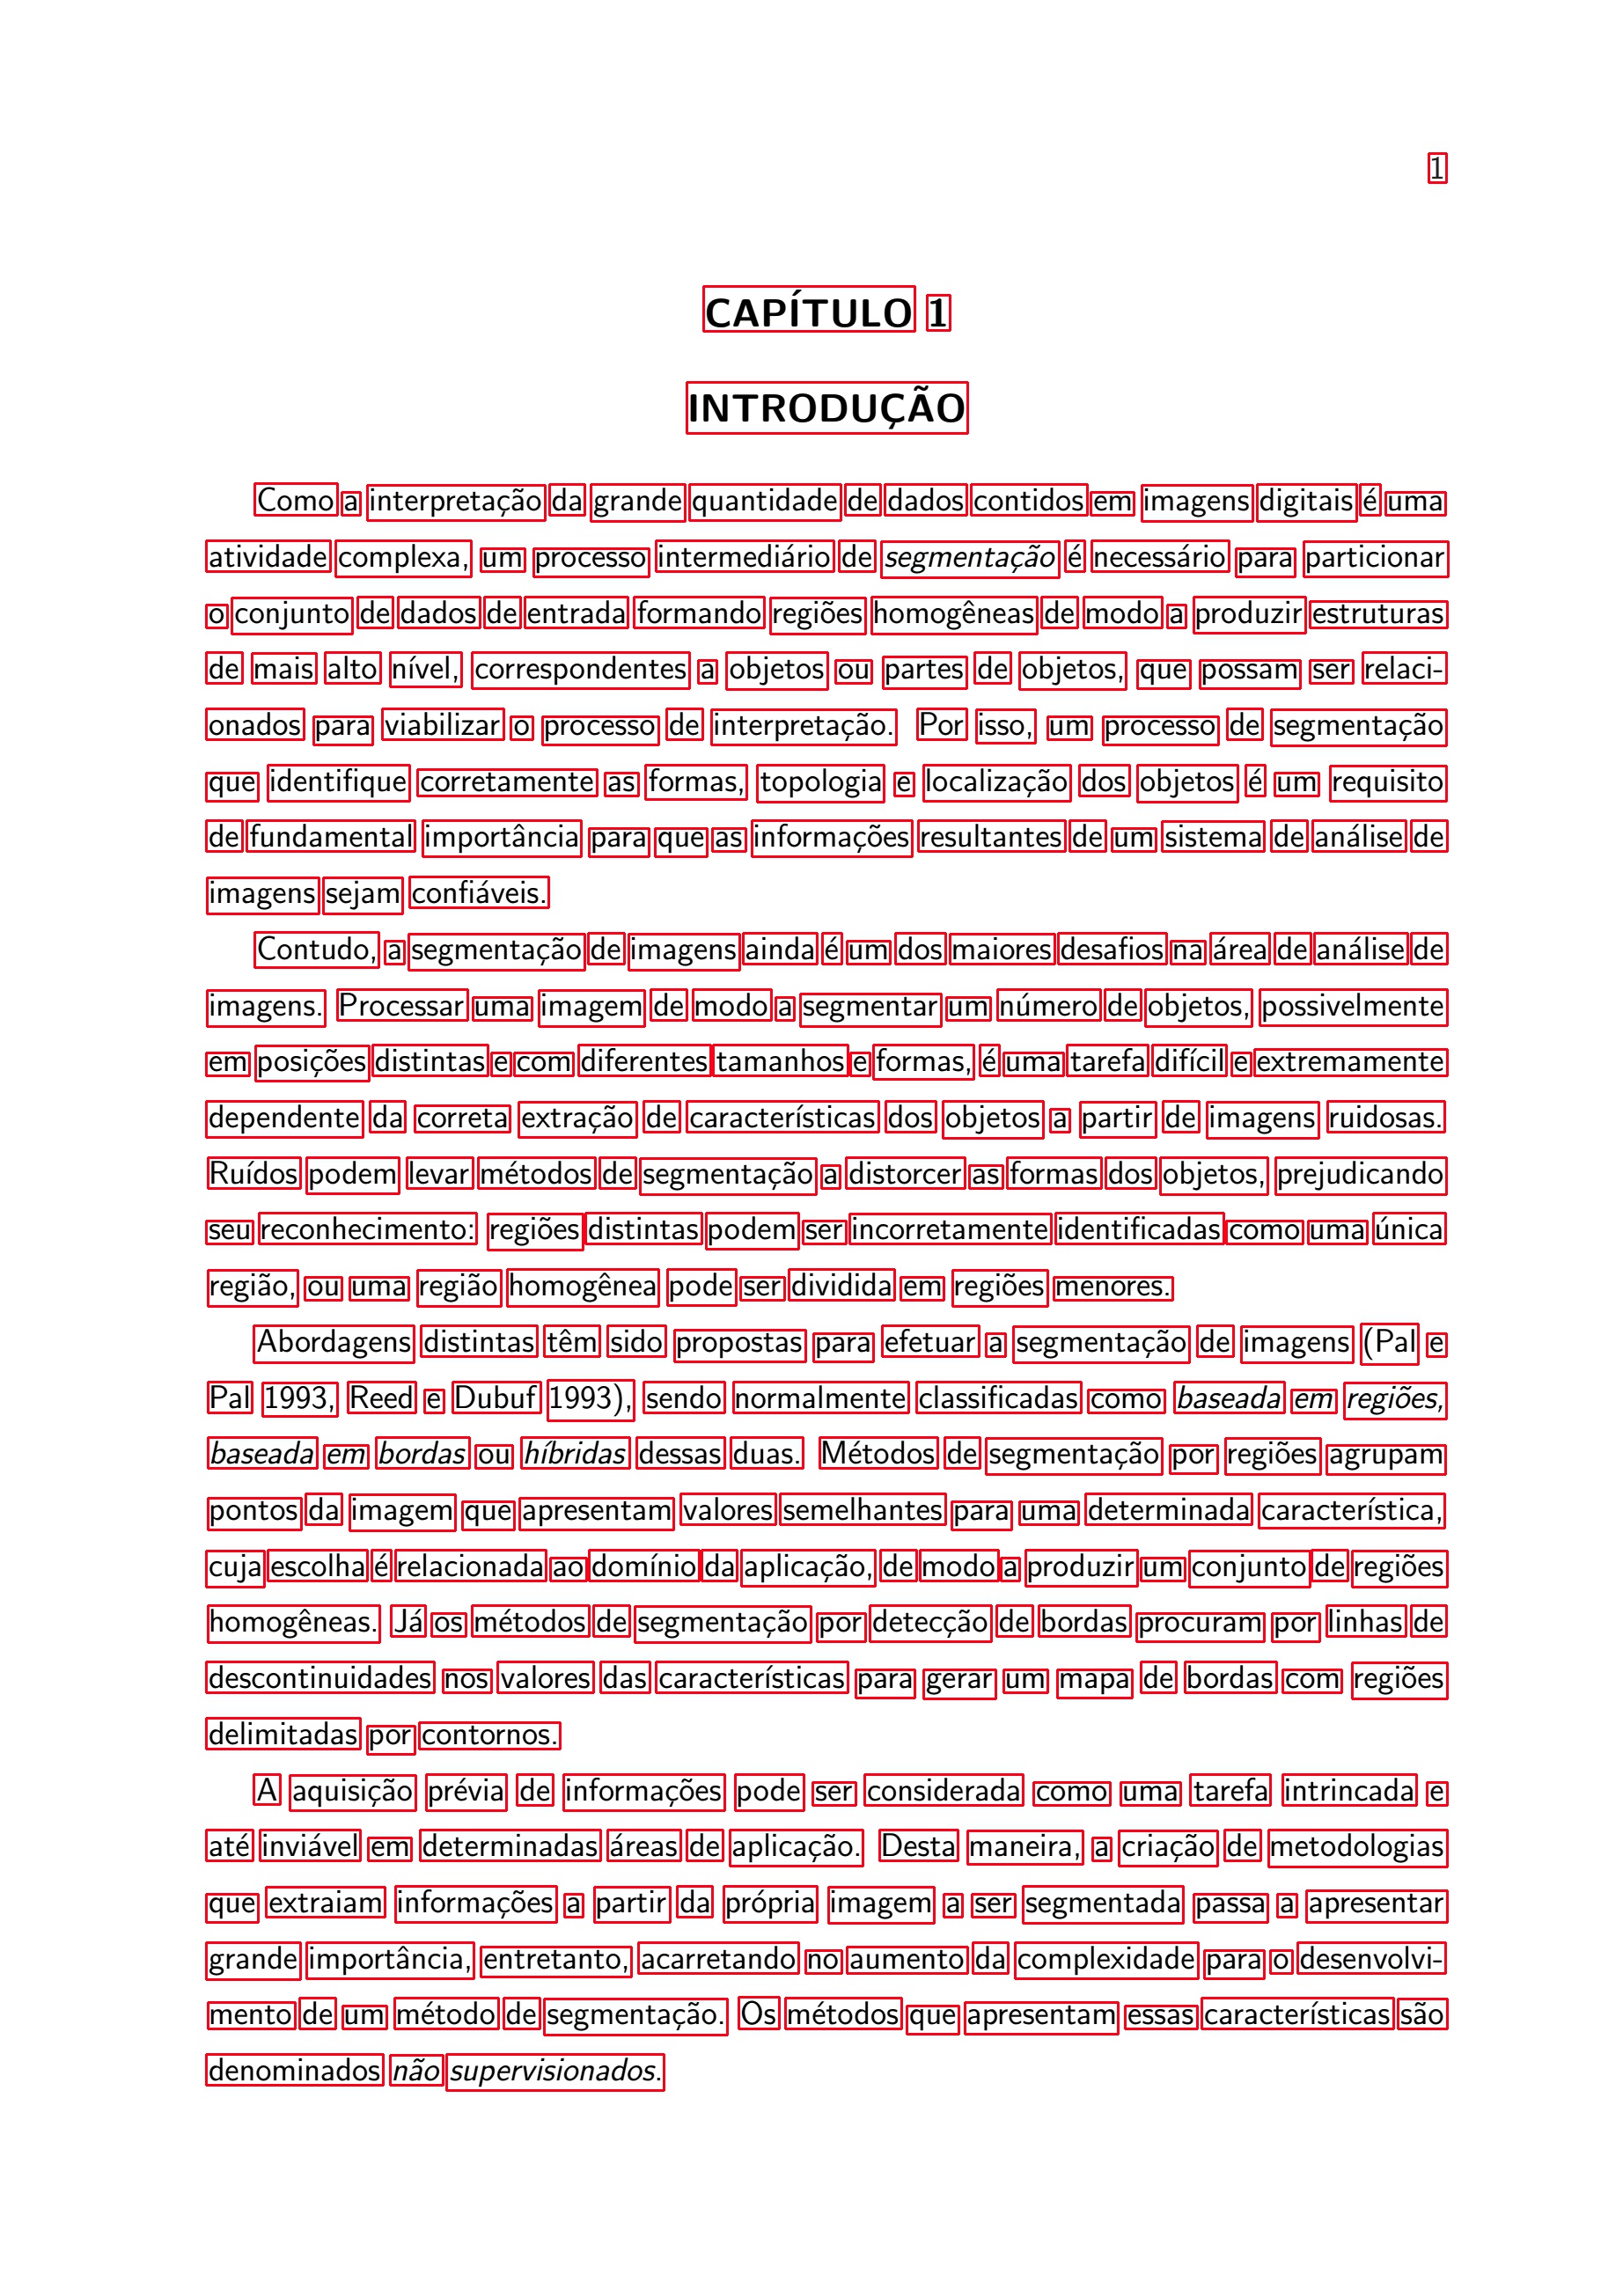 1
CAPÍTULO 1
INTRODUÇÃO
Como a interpretação da grande quantidade de dados contidos em imagens digitais é uma
atividade complexa, um processo intermediário de segmentação é necessário para particionar
o conjunto de dados de entrada formando regiões homogêneas de modo a produzir estruturas
de mais alto nível, correspondentes a objetos ou partes de objetos, que possam ser relaci-
onados para viabilizar o processo de interpretação. Por isso, um processo de segmentação
que identifique corretamente as formas, topologia e localização dos objetos é um requisito
de fundamental importância para que as informações resultantes de um sistema de análise de
imagens sejam confiáveis.
Contudo, a segmentação de imagens ainda é um dos maiores desafios na área de análise de
imagens. Processar uma imagem de modo a segmentar um número de objetos, possivelmente
em posições distintas e com diferentes tamanhos e formas, é uma tarefa difícil e extremamente
dependente da correta extração de características dos objetos a partir de imagens ruidosas.
Ruídos podem levar métodos de segmentação a distorcer as formas dos objetos, prejudicando
seu reconhecimento: regiões distintas podem ser incorretamente identificadas como uma única
região, ou uma região homogênea pode ser dividida em regiões menores.
Abordagens distintas têm sido propostas para efetuar a segmentação de imagens (Pal e
Pal 1993, Reed e Dubuf 1993), sendo normalmente classificadas como baseada em regiões,
baseada em bordas ou híbridas dessas duas. Métodos de segmentação por regiões agrupam
pontos da imagem que apresentam valores semelhantes para uma determinada característica,
cuja escolha é relacionada ao domínio da aplicação, de modo a produzir um conjunto de regiões
homogêneas. Já os métodos de segmentação por detecção de bordas procuram por linhas de
descontinuidades nos valores das características para gerar um mapa de bordas com regiões
delimitadas por contornos.
A aquisição prévia de informações pode ser considerada como uma tarefa intrincada e
até inviável em determinadas áreas de aplicação. Desta maneira, a criação de metodologias
que extraiam informações a partir da própria imagem a ser segmentada passa a apresentar
grande importância, entretanto, acarretando no aumento da complexidade para o desenvolvi-
mento de um método de segmentação. Os métodos que apresentam essas características são
denominados não supervisionados.